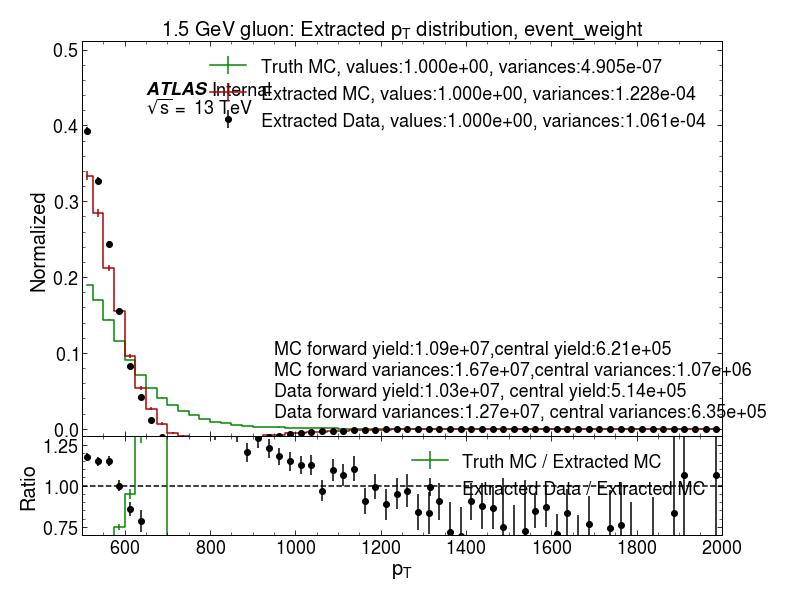 1.5 GeV gluon: Extracted pT distribution, event_weight
0.5
0.4
0.3
0.2
0.1
0.0
Normalized
Truth MC, values:1.000e+00, variances:4.905e-07
Extracted MC, values:1.000e+00, variances:1.228e-04
Extracted Data, values:1.000e+00, variances:1.061e-04
ATLAS Internal
√s = 13 TeV
MC forward yield:1.09e+07,central yield:6.21e+05
MC forward variances:1.67e+07,central variances:1.07e+06
Data forward yield:1.03e+07, central yield:5.14e+05
Data forward variances:1.27e+07, central variances:6.35e+05
1.25
1.00
0.75
Ratio
Truth MC / Extracted MC
Extracted Data / Extracted MC
600 800 1000 1200 1400 1600 1800 2000
pT